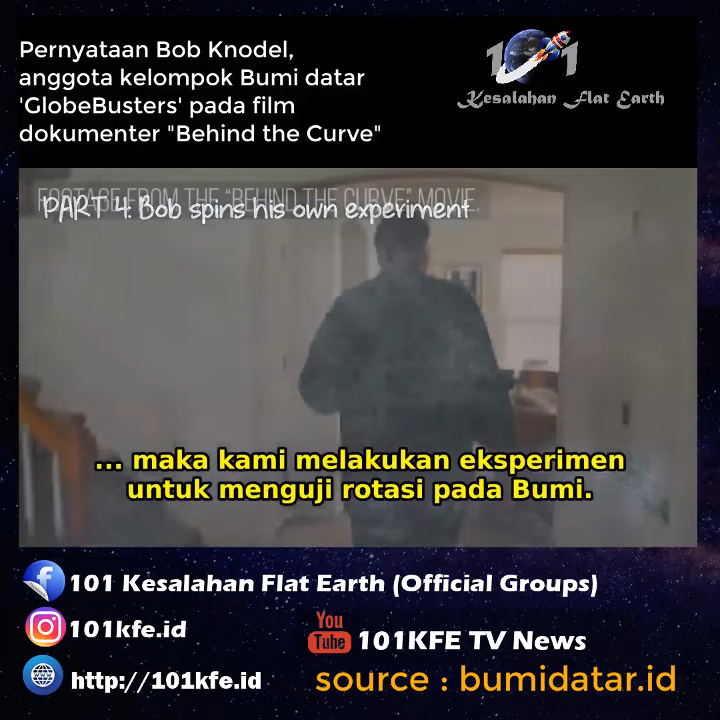 Pernyataan Bob Knodel,
anggota kelompok Bumi datar
'GlobeBusters' pada film
dokumenter "Behind the Curve"
101
Kesalahan Flat Earth
FOOTAGE FROM THE "BEHIND THE CURVE" MOVIE.
PART 4: Bob spins his own experiment
... maka kami melakukan eksperimen
untuk menguji rotasi pada Bumi.
101 Kesalahan Flat Earth (Official Groups)
101kfe.id
You
Tube 101KFE TV News
http://101kfe.id
source : bumidatar.id